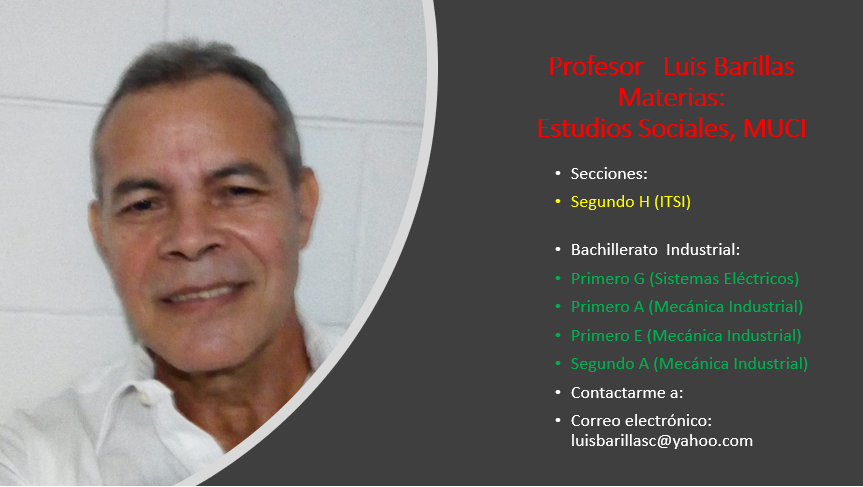 Profesor   Luis Barillas
Materias:
Estudios Sociales, MUCI
• Secciones:
• Segundo H (ITSI)
• Bachillerato  Industrial:
• Primero G (Sistemas Eléctricos)
• Primero A (Mecánica Industrial)
• Primero E (Mecánica Industrial)
• Segundo A (Mecánica Industrial)
• Contactarme a:
• Correo electrónico:
luisbarillasc@yahoo.com